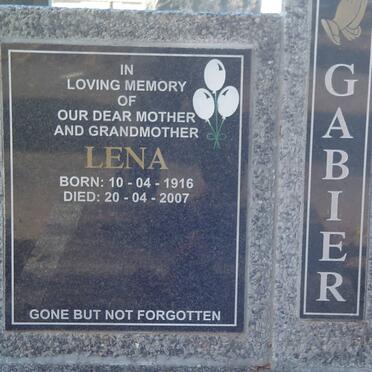 IN
LOVING MEMORY
OF
OUR DEAR MOTHER
AND GRANDMOTHER
LENA
BORN: 10 - 04 - 1916
DIED: 20 - 04 - 2007
GONE BUT NOT FORGOTTEN
GABIER